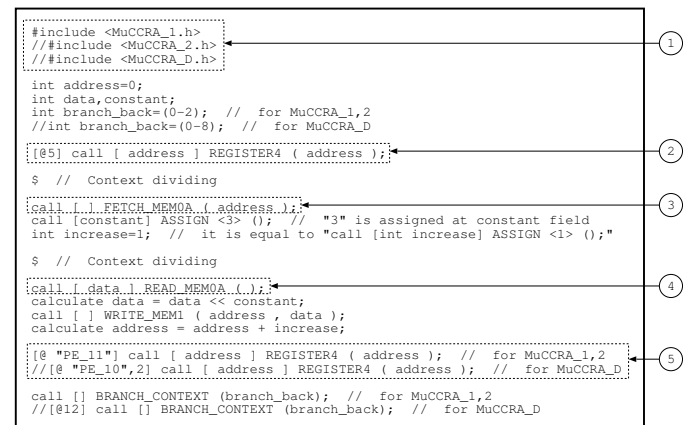 #include <MuCCRA_1.h>
//#include <MuCCRA_2.h>
//#include <MuCCRA_D.h>
1
int address=0;
int data,constant;
int branch_back=(0-2);  //  for MuCCRA_1,2
//int branch_back=(0-8);  //  for MuCCRA_D
[@5] call [ address ] REGISTER4 ( address );
2
$  //  Context dividing
call [ ] FETCH_MEM0A ( address );
3
call [constant] ASSIGN <3> ();  //  "3" is assigned at constant field
int increase=1;  //  it is equal to "call [int increase] ASSIGN <1> ();"
$  //  Context dividing
call [ data ] READ_MEM0A ( );
4
calculate data = data << constant;
call [ ] WRITE_MEM1 ( address , data );
calculate address = address + increase;
[@ "PE_11"] call [ address ] REGISTER4 ( address );  //  for MuCCRA_1,2
//[@ "PE_10",2] call [ address ] REGISTER4 ( address );  //  for MuCCRA_D
5
call [] BRANCH_CONTEXT (branch_back);  //  for MuCCRA_1,2
//[@12] call [] BRANCH_CONTEXT (branch_back);  //  for MuCCRA_D